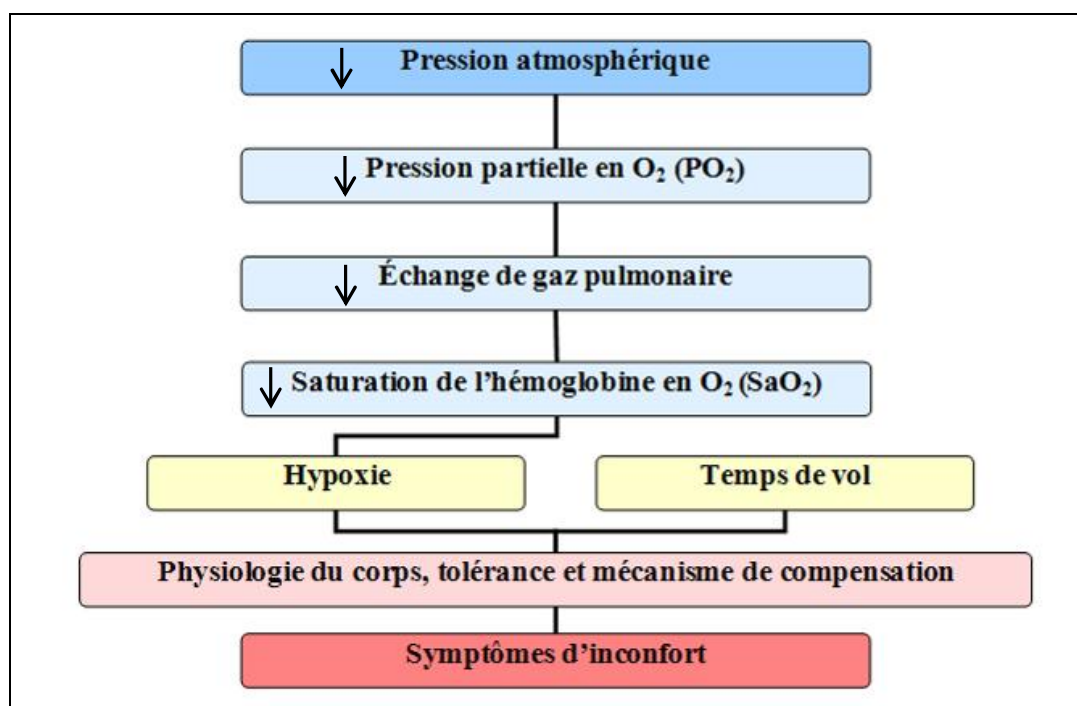 ↓ Pression atmosphérique
↓ Pression partielle en O₂ (PO₂)
↓ Échange de gaz pulmonaire
↓ Saturation de l'hémoglobine en O₂ (SaO₂)
Hypoxie
Temps de vol
Physiologie du corps, tolérance et mécanisme de compensation
Symptômes d'inconfort